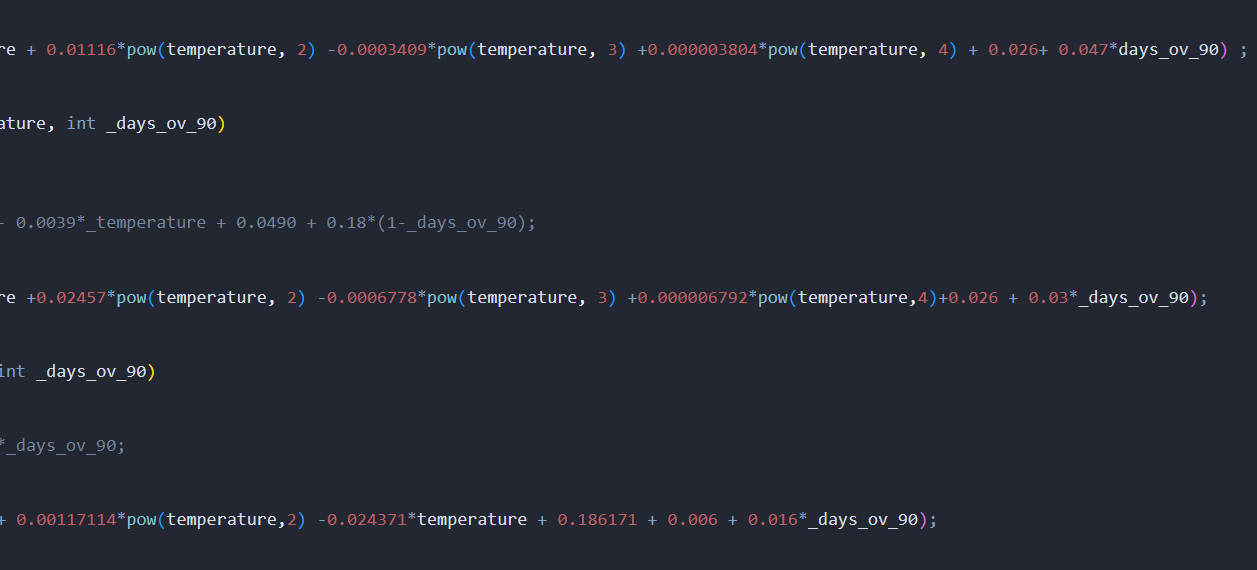 re + 0.01116*pow(temperature, 2) -0.0003409*pow(temperature, 3) +0.000003804*pow(temperature, 4) + 0.026+ 0.047*days_ov_90) ;
ature, int _days_ov_90)
- 0.0039*_temperature + 0.0490 + 0.18*(1-_days_ov_90);
re +0.02457*pow(temperature, 2) -0.0006778*pow(temperature, 3) +0.000006792*pow(temperature,4)+0.026 + 0.03*_days_ov_90);
int _days_ov_90)
*_days_ov_90;
+ 0.00117114*pow(temperature,2) -0.024371*temperature + 0.186171 + 0.006 + 0.016*_days_ov_90);